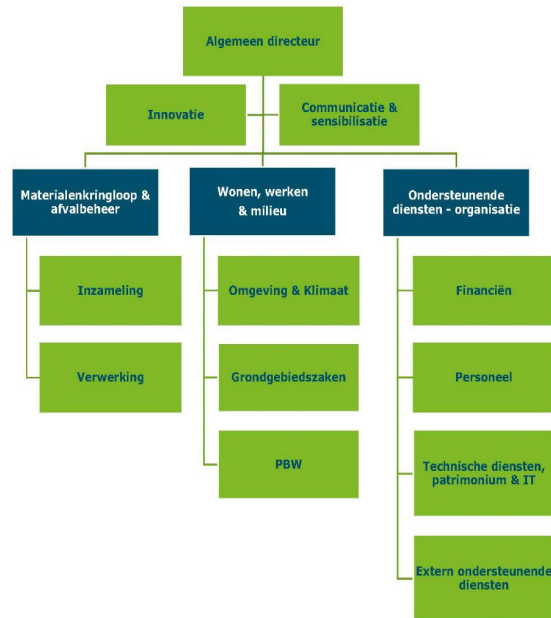 Algemeen directeur
Innovatie
Communicatie &
sensibilisatie
Materialenkringloop &
afvalbeheer
Wonen, werken
& milieu
Ondersteunende
diensten - organisatie
Inzameling
Omgeving & Klimaat
Financiën
Verwerking
Grondgebiedszaken
Personeel
PBW
Technische diensten,
patrimonium & IT
Extern ondersteunende
diensten